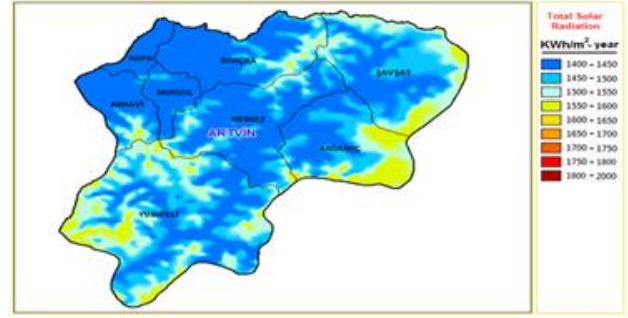 Total Solar
Radiation
KWh/m²- year
1400 - 1450
1450 - 1500
1500 - 1550
1550 - 1600
1600 - 1650
1650 - 1700
1700 - 1750
1750 - 1800
1800 - 2000
HOPA
BORÇKA
ŞAVŞAT
ARHAVİ
MURGUL
MERKEZ
ARTVİN
ARDANUÇ
YUSUFELİ